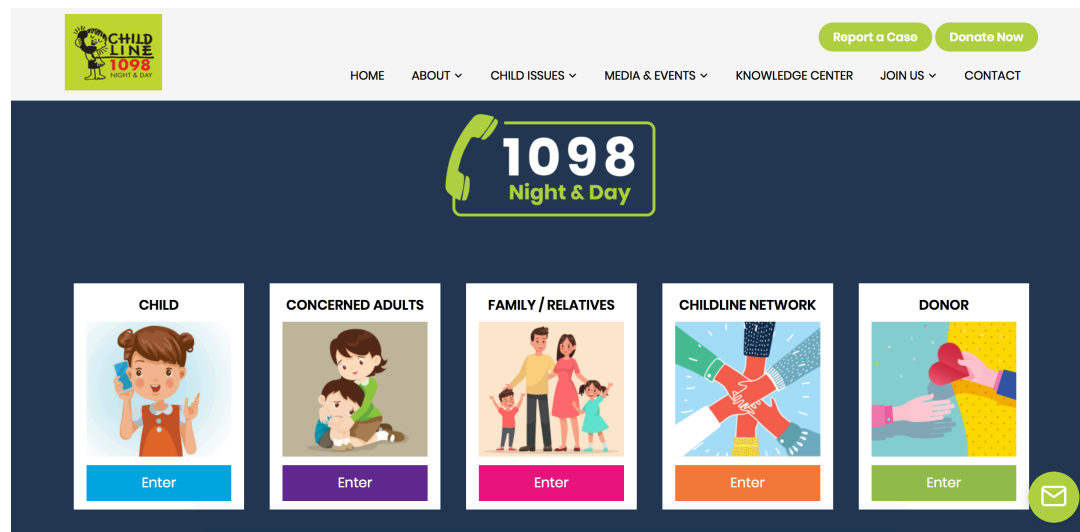 CHILD
LINE
1098
NIGHT & DAY
Report a Case
Donate Now
HOME ABOUT CHILD ISSUES MEDIA & EVENTS KNOWLEDGE CENTER JOIN US CONTACT
1098
Night & Day
CHILD
CONCERNED ADULTS
FAMILY / RELATIVES
CHILDLINE NETWORK
DONOR
Enter
Enter
Enter
Enter
Enter